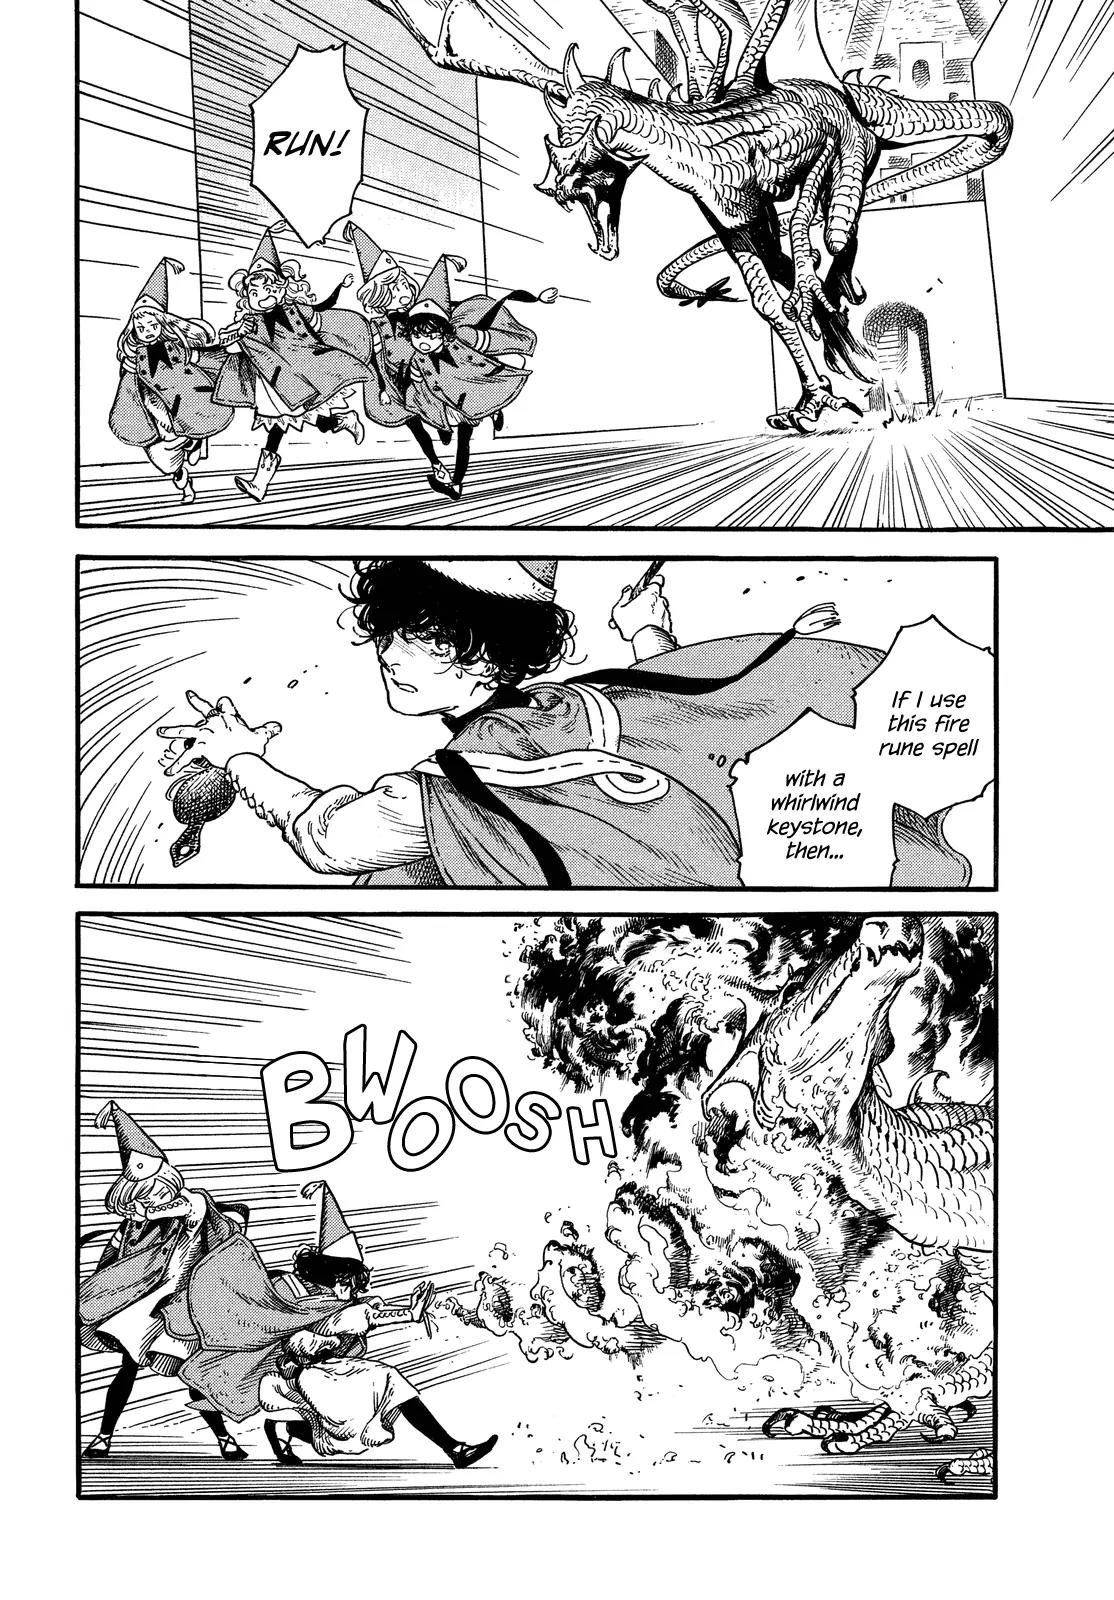 RUN!
If I use
this fire
rune spell
with a
whirlwind
keystone,
then...
BWOOSH